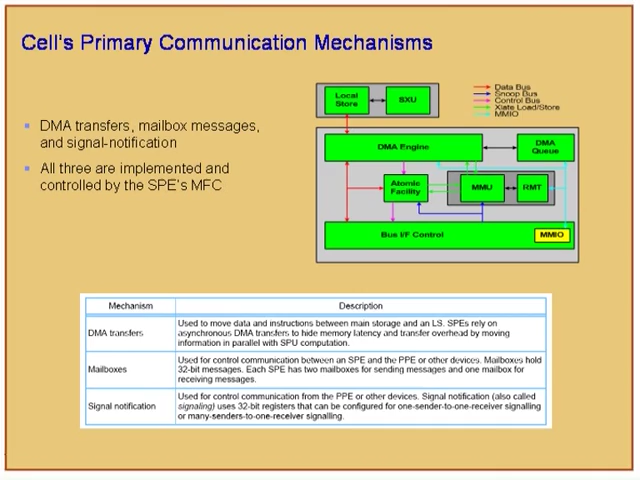 Cell's Primary Communication Mechanisms
DMA transfers, mailbox messages,
and signal-notification
All three are implemented and
controlled by the SPE's MFC
Local
Store
SXU
Data Bus
Snoop Bus
Control Bus
Xlate Load/Store
MMIO
DMA Engine
DMA
Queue
Atomic
Facility
MMU
RMT
Bus I/F Control
MMIO
Mechanism
Description
DMA transfers
Used to move data and instructions between main storage and an LS. SPEs rely on
asynchronous DMA transfers to hide memory latency and transfer overhead by moving
information in parallel with SPU computation.
Mailboxes
Used for control communication between an SPE and the PPE or other devices. Mailboxes hold
32-bit messages. Each SPE has two mailboxes for sending messages and one mailbox for
receiving messages.
Signal notification
Used for control communication from the PPE or other devices. Signal notification (also called
signaling) uses 32-bit registers that can be configured for one-sender-to-one-receiver signalling
or many-senders-to-one-receiver signalling.